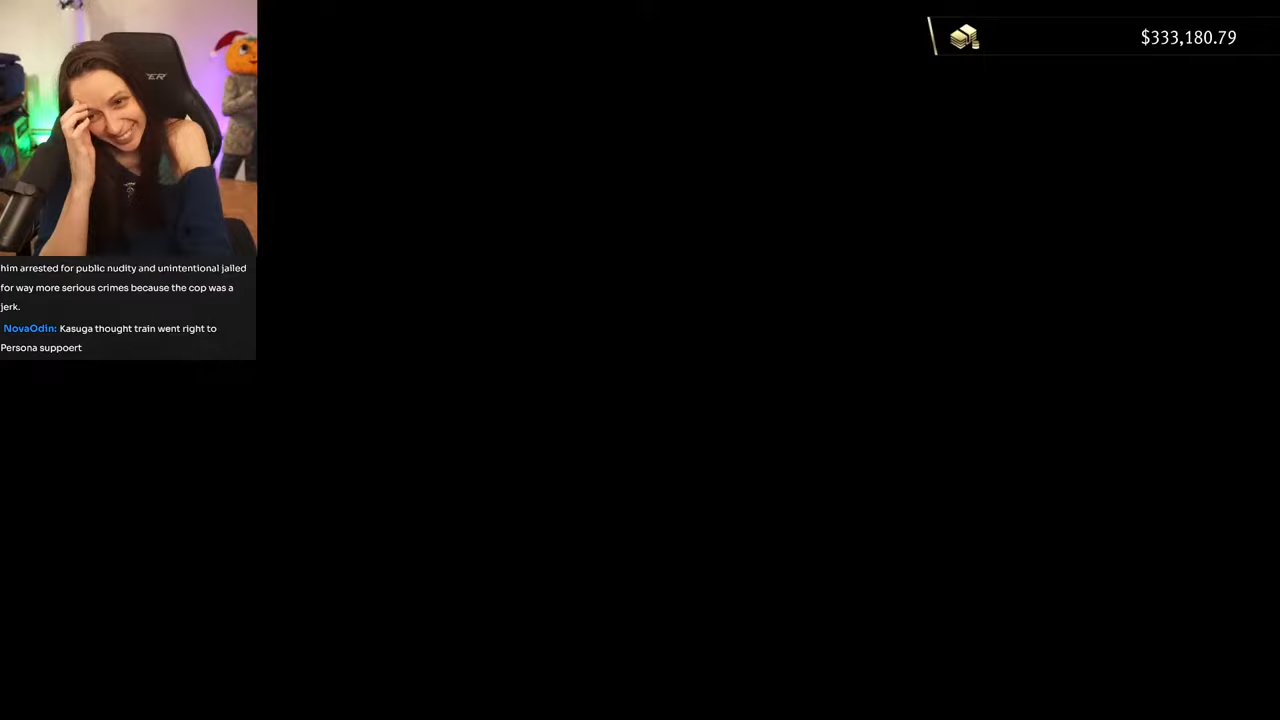 ER
$333,180.79
him arrested for public nudity and unintentional jailed
for way more serious crimes because the cop was a
jerk.
NovaOdin: Kasuga thought train went right to
Persona suppoert